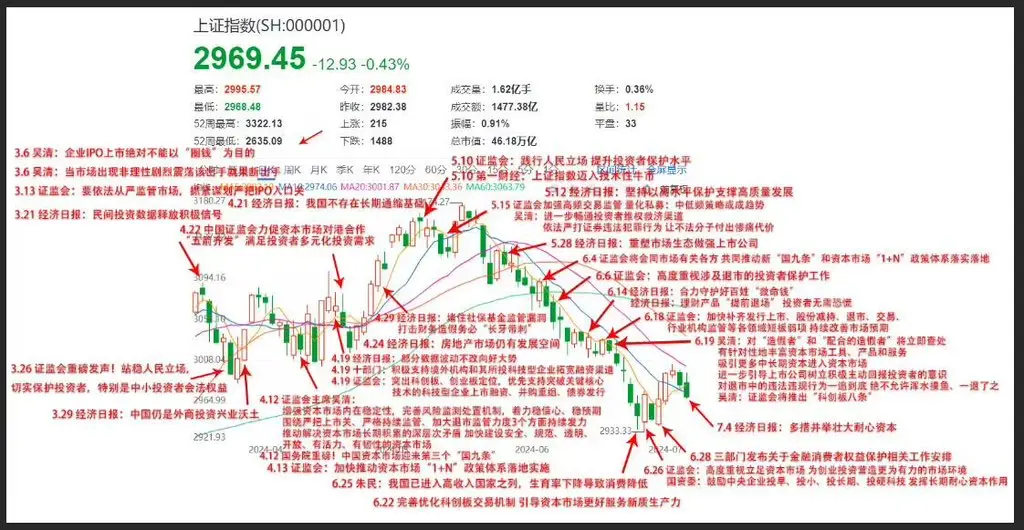 上证指数(SH:000001)
2969.45 -12.93 -0.43%
最高: 2995.57 今开: 2984.83 成交量: 1.62亿手 换手: 0.36%
最低: 2968.48 昨收: 2982.38 成交额: 1477.38亿 量比: 1.15
52周最高: 3322.13 上涨: 215 振幅: 0.91% 平盘: 33
52周最低: 2635.09 下跌: 1488 总市值: 46.18万亿
3.6 吴清: 企业IPO上市绝对不能以“圈钱”为目的
3.6 吴清: 当市场出现非理性剧烈震荡该出手就果断出手
3.13 证监会: 要依法从严监管市场, 抓紧谋划严把IPO入口关
3.21 经济日报: 民间投资数据释放积极信号
周K 季K 年K 120分 60分
MA10:2974.06 MA20:3001.87 MA30:3033.36 MA60:3063.79
4.21 经济日报: 我国不存在长期通缩基础
4.22 中国证监会力促资本市场对港合作
“五箭齐发” 满足投资者多元化投资需求
5.10 证监会: 践行人民立场 提升投资者保护水平
5.10 第一财经: 上证指数迈入技术性牛市
5.12 经济日报: 坚持以高水平保护支撑高质量发展
5.15 证监会加强高频交易监管 量化私募: 中低频策略或成趋势
吴清: 进一步畅通投资者维权救济渠道
依法严打证券违法犯罪行为 让不法分子付出惨痛代价
5.28 经济日报: 重塑市场生态做强上市公司
6.4 证监会将会同市场有关各方 共同推动新“国九条”和资本市场“1+N”政策体系落实落地
6.6 证监会: 高度重视涉及退市的投资者保护工作
6.14 经济日报: 合力守护好百姓“救命钱”
经济日报: 理财产品“提前退场” 投资者无需恐慌
6.18 证监会: 加快补齐发行上市、股份减持、退市、交易、
行业机构监管等各领域短板弱项 持续改善市场预期
6.19 吴清: 对“造假者”和“配合的造假者”将立即查处
有针对性地丰富资本市场工具、产品和服务
吸引更多中长期资本进入资本市场
进一步引导上市公司树立积极主动回报投资者的意识
对退市中的违法违规行为一追到底 绝不允许浑水摸鱼、一退了之
吴清: 证监会将推出“科创板八条”
7.4 经济日报: 多措并举壮大耐心资本
3180.27
3094.16
3008.04
2964.99
2921.93
3.26 证监会重磅发声! 站稳人民立场,
切实保护投资者, 特别是中小投资者合法权益
3.29 经济日报: 中国仍是外商投资兴业沃土
4.29 经济日报: 堵住社保基金监管漏洞
打击财务造假务必“长牙带刺”
4.24 经济日报: 房地产市场仍有发展空间
4.19 经济日报: 部分数据波动不改向好大势
4.19 十部门: 积极支持境外机构和其所投科技型企业拓宽融资渠道
4.19 证监会: 突出科创板、创业板定位, 优先支持突破关键核心
技术的科技型企业上市融资、并购重组、债券发行
4.12 证监会主席吴清:
增强资本市场内在稳定性, 完善风险监测处置机制, 着力稳信心、稳预期
围绕严把上市关、严格持续监管、加大退市监管力度3个方面持续发力
推动解决资本市场长期积累的深层次矛盾 加快建设安全、规范、透明、
开放、有活力、有韧性的资本市场
4.12 国务院重磅! 中国资本市场迎来第三个“国九条”
4.13 证监会: 加快推动资本市场“1+N”政策体系落实
2933.33
2024-04
2024-06
2024-07
6.28 三部门发布关于金融消费者权益保护相关工作安排
6.26 证监会: 高度重视立足资本市场 为创业投资营造更为有力的市场环境
国资委: 鼓励中央企业投早、投小、投长期、投硬科技 发挥长期耐心资本作用
6.25 朱民: 我国已进入高收入国家之列, 生育率下降导致消费降低
6.22 完善优化科创板交易机制 引导资本市场更好服务新质生产力